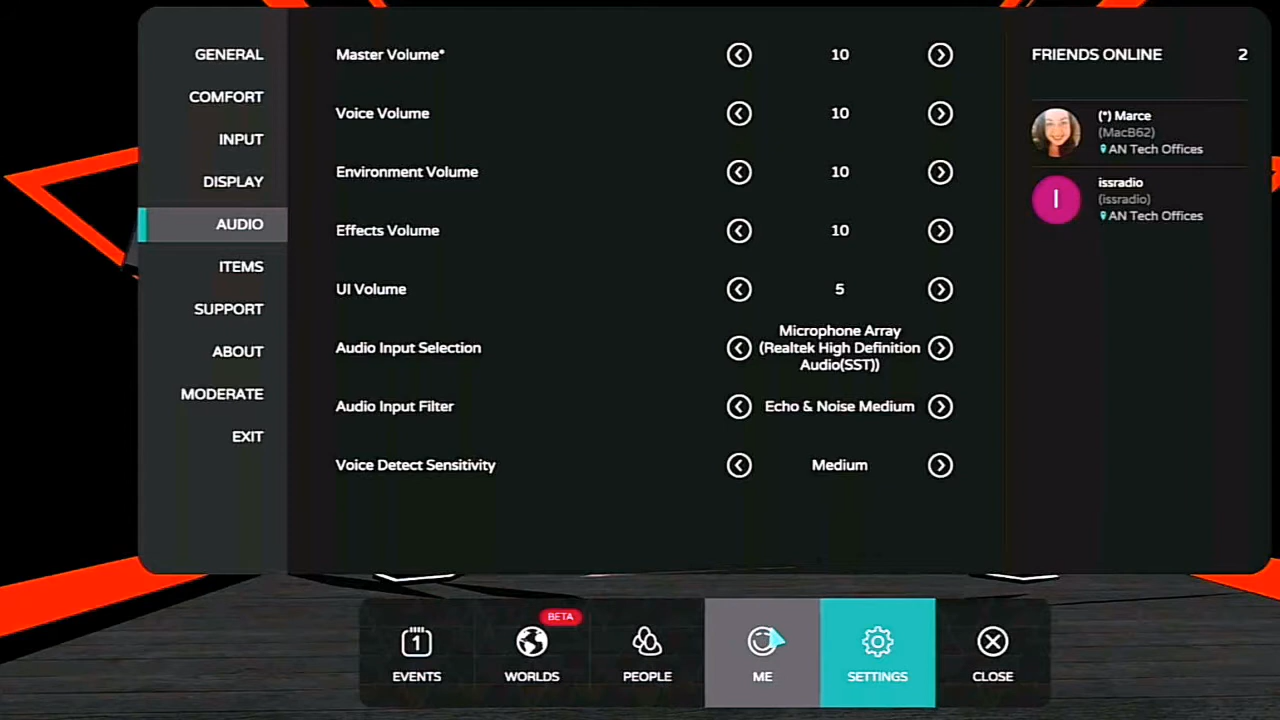 GENERAL
COMFORT
INPUT
DISPLAY
AUDIO
ITEMS
SUPPORT
ABOUT
MODERATE
EXIT
Master Volume* 10
Voice Volume 10
Environment Volume 10
Effects Volume 10
UI Volume 5
Audio Input Selection
Microphone Array
(Realtek High Definition
Audio(SST))
Audio Input Filter Echo & Noise Medium
Voice Detect Sensitivity Medium
FRIENDS ONLINE 2
(*) Marce
(MacB62)
AN Tech Offices
I
issradio
(issradio)
AN Tech Offices
1
EVENTS
BETA
WORLDS
PEOPLE
ME
SETTINGS
CLOSE